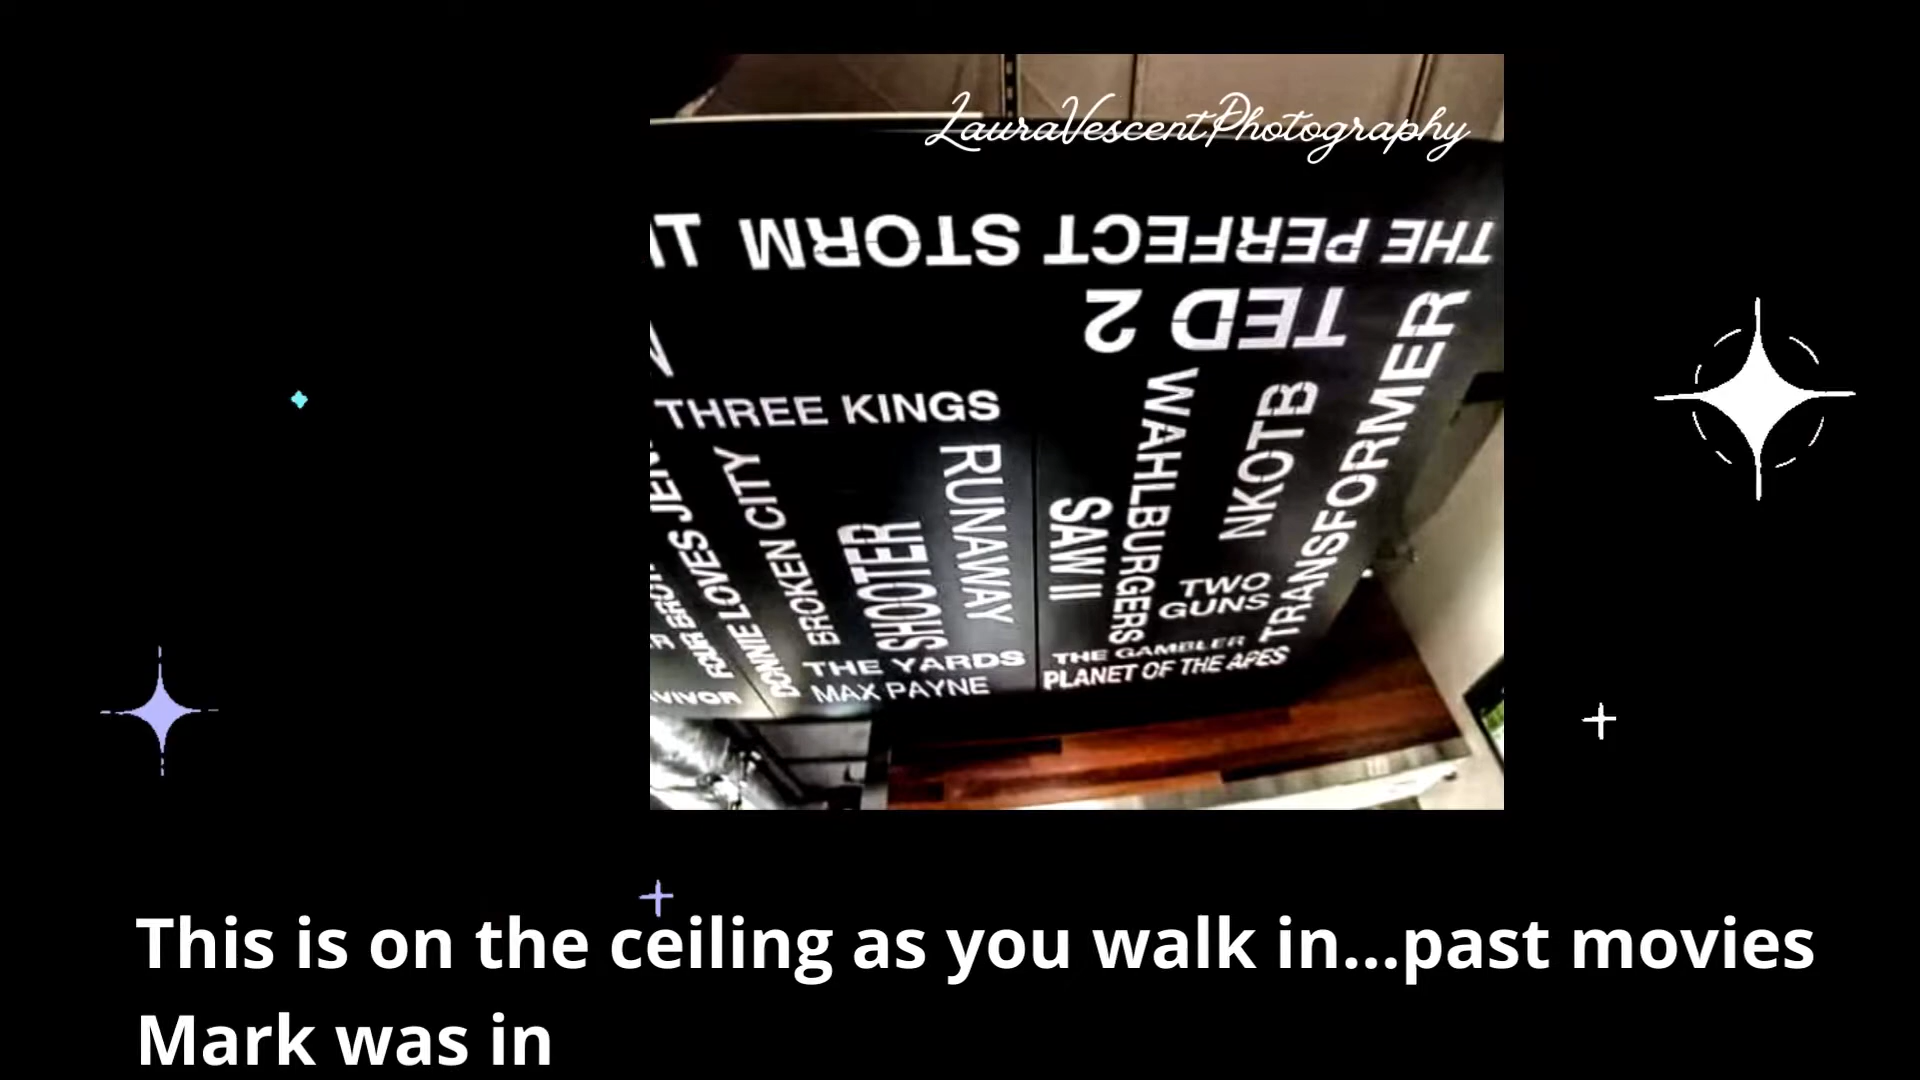 LauraVescentPhotography
THE PERFECT STORM
TED 2
TRANSFORMER
THREE KINGS
WAHLBURGERS
NKOTB
RUNAWAY
BROKEN CITY
SAW II
SHOOTER
DONNIE LOVES JEN
TWO
GUNS
THE GAMBLER
THE YARDS
PLANET OF THE APES
MAX PAYNE
This is on the ceiling as you walk in...past movies
Mark was in